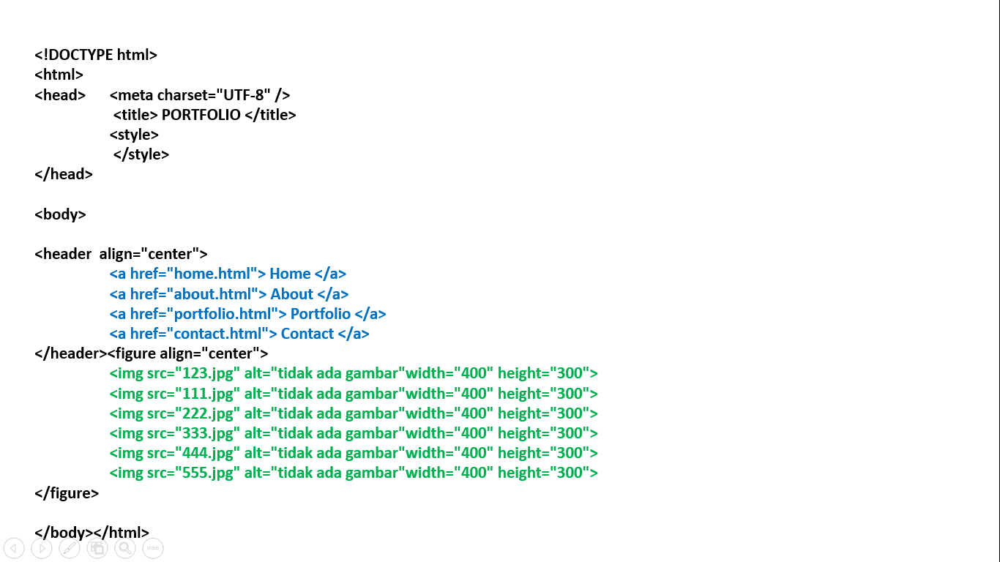 <!DOCTYPE html>
<html>
<head> <meta charset="UTF-8" />
<title> PORTFOLIO </title>
<style>
</style>
</head>
<body>
<header  align="center">
<a href="home.html"> Home </a>
<a href="about.html"> About </a>
<a href="portfolio.html"> Portfolio </a>
<a href="contact.html"> Contact </a>
</header><figure align="center">
<img src="123.jpg" alt="tidak ada gambar"width="400" height="300">
<img src="111.jpg" alt="tidak ada gambar"width="400" height="300">
<img src="222.jpg" alt="tidak ada gambar"width="400" height="300">
<img src="333.jpg" alt="tidak ada gambar"width="400" height="300">
<img src="444.jpg" alt="tidak ada gambar"width="400" height="300">
<img src="555.jpg" alt="tidak ada gambar"width="400" height="300">
</figure>
</body></html>